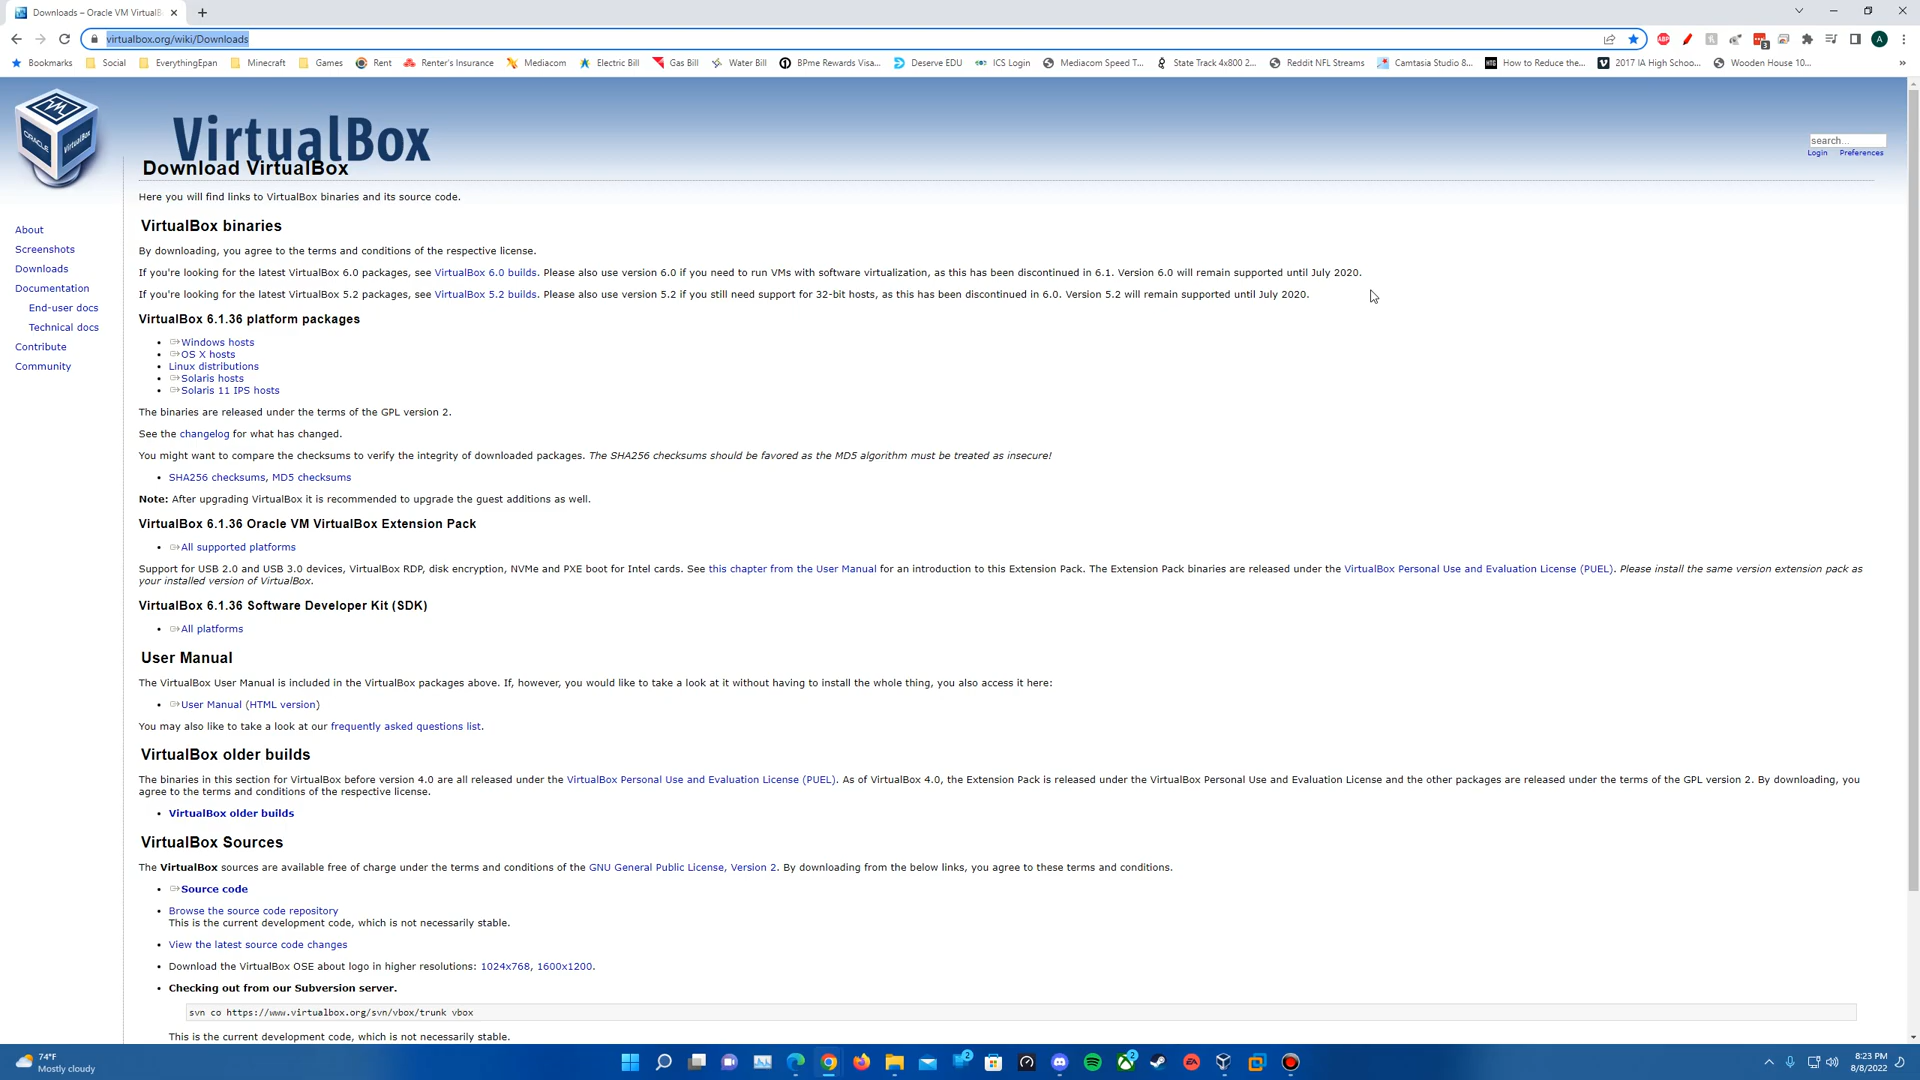 Downloads – Oracle VM VirtualB
virtualbox.org/wiki/Downloads
Bookmarks Social EverythingEpan Minecraft Games Rent Renter's Insurance Mediacom Electric Bill Gas Bill Water Bill BPme Rewards Visa... Deserve EDU ICS Login Mediacom Speed T... State Track 4x800 2... Reddit NFL Streams Camtasia Studio 8... How to Reduce the... 2017 IA High Schoo... Wooden House 10...
ORACLE
VirtualBox
VirtualBox
Download VirtualBox
search...
Login Preferences
About
Screenshots
Downloads
Documentation
End-user docs
Technical docs
Contribute
Community
Here you will find links to VirtualBox binaries and its source code.
VirtualBox binaries
By downloading, you agree to the terms and conditions of the respective license.
If you're looking for the latest VirtualBox 6.0 packages, see VirtualBox 6.0 builds. Please also use version 6.0 if you need to run VMs with software virtualization, as this has been discontinued in 6.1. Version 6.0 will remain supported until July 2020.
If you're looking for the latest VirtualBox 5.2 packages, see VirtualBox 5.2 builds. Please also use version 5.2 if you still need support for 32-bit hosts, as this has been discontinued in 6.0. Version 5.2 will remain supported until July 2020.
VirtualBox 6.1.36 platform packages
• Windows hosts
• OS X hosts
• Linux distributions
• Solaris hosts
• Solaris 11 IPS hosts
The binaries are released under the terms of the GPL version 2.
See the changelog for what has changed.
You might want to compare the checksums to verify the integrity of downloaded packages. The SHA256 checksums should be favored as the MD5 algorithm must be treated as insecure!
• SHA256 checksums, MD5 checksums
Note: After upgrading VirtualBox it is recommended to upgrade the guest additions as well.
VirtualBox 6.1.36 Oracle VM VirtualBox Extension Pack
• All supported platforms
Support for USB 2.0 and USB 3.0 devices, VirtualBox RDP, disk encryption, NVMe and PXE boot for Intel cards. See this chapter from the User Manual for an introduction to this Extension Pack. The Extension Pack binaries are released under the VirtualBox Personal Use and Evaluation License (PUEL). Please install the same version extension pack as
your installed version of VirtualBox.
VirtualBox 6.1.36 Software Developer Kit (SDK)
• All platforms
User Manual
The VirtualBox User Manual is included in the VirtualBox packages above. If, however, you would like to take a look at it without having to install the whole thing, you also access it here:
• User Manual (HTML version)
You may also like to take a look at our frequently asked questions list.
VirtualBox older builds
The binaries in this section for VirtualBox before version 4.0 are all released under the VirtualBox Personal Use and Evaluation License (PUEL). As of VirtualBox 4.0, the Extension Pack is released under the VirtualBox Personal Use and Evaluation License and the other packages are released under the terms of the GPL version 2. By downloading, you
agree to the terms and conditions of the respective license.
• VirtualBox older builds
VirtualBox Sources
The VirtualBox sources are available free of charge under the terms and conditions of the GNU General Public License, Version 2. By downloading from the below links, you agree to these terms and conditions.
• Source code
• Browse the source code repository
This is the current development code, which is not necessarily stable.
• View the latest source code changes
• Download the VirtualBox OSE about logo in higher resolutions: 1024x768, 1600x1200.
• Checking out from our Subversion server.
svn co https://www.virtualbox.org/svn/vbox/trunk vbox
This is the current development code, which is not necessarily stable.
74°F
Mostly cloudy
8:23 PM
8/8/2022